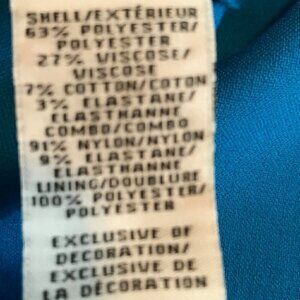 SHELL/EXTÉRIEUR
63% POLYESTER/
POLYESTER
27% VISCOSE/
VISCOSE
7% COTTON/COTON
3% ELASTANE/
ELASTHANNE
COMBO/COMBO
91% NYLON/NYLON
9% ELASTANE/
ELASTHANNE
LINING/DOUBLURE
100% POLYESTER/
POLYESTER
EXCLUSIVE OF
DECORATION/
EXCLUSIVE DE
LA DÉCORATION